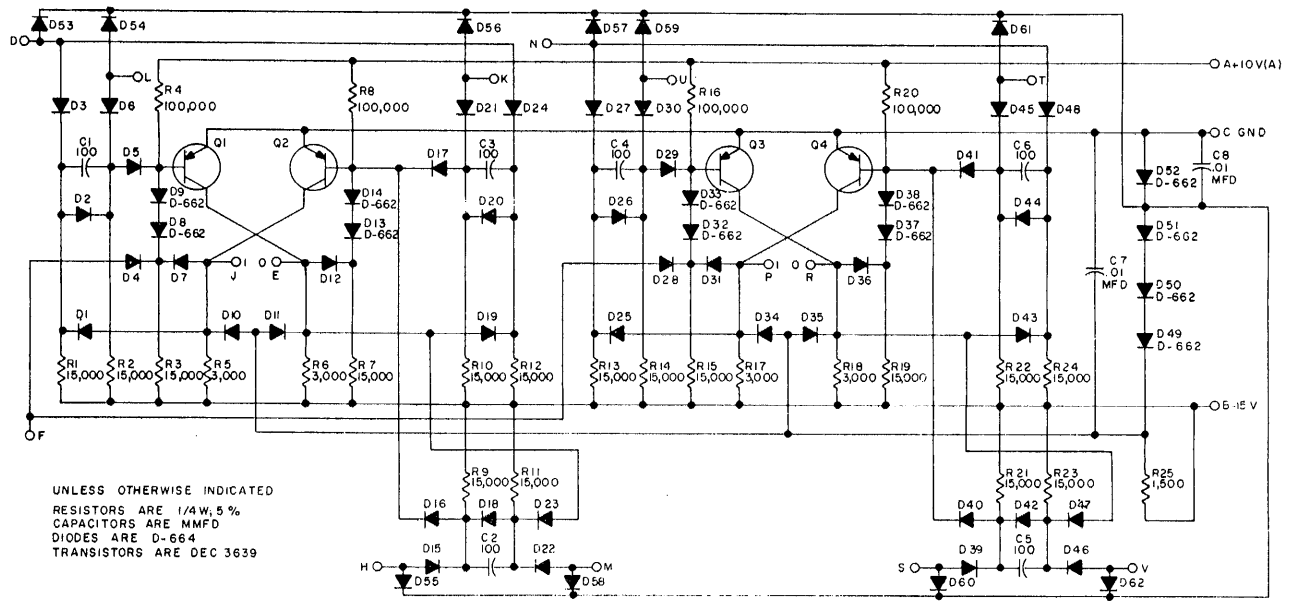 D53 D54 D56 D57 D59 D61
D N
L K U T A+10V(A)
R4 100,000 R8 100,000 R16 100,000 R20 100,000
D3 D6 D21 D24 D27 D30 D45 D48
C GND
Q1 Q2 Q3 Q4
C1 100 D5 D17 C3 100 C4 100 D29 D41 C6 100
D52 D-662 C8 .01 MFD
D9 D-662 D14 D-662 D33 D-662 D38 D-662
D2 D20 D26 D44
D8 D-662 D13 D-662 D32 D-662 D37 D-662 D51 D-662
D4 D7 1 J 0 E D12 D28 D31 1 P 0 R D36
C7 .01 MFD D50 D-662
D1 D10 D11 D19 D25 D34 D35 D43 D49 D-662
R1 15,000 R2 15,000 R3 15,000 R5 3,000 R6 3,000 R7 15,000 R10 15,000 R12 15,000 R13 15,000 R14 15,000 R15 15,000 R17 3,000 R18 3,000 R19 15,000 R22 15,000 R24 15,000
B-15V
F
R9 15,000 R11 15,000 R21 15,000 R23 15,000 R25 1,500
UNLESS OTHERWISE INDICATED
RESISTORS ARE 1/4W; 5%
CAPACITORS ARE MMFD
DIODES ARE D-664
TRANSISTORS ARE DEC 3639
D16 D18 D23 D40 D42 D47
H D15 C2 100 D22 M S D39 C5 100 D46 V
D55 D58 D60 D62